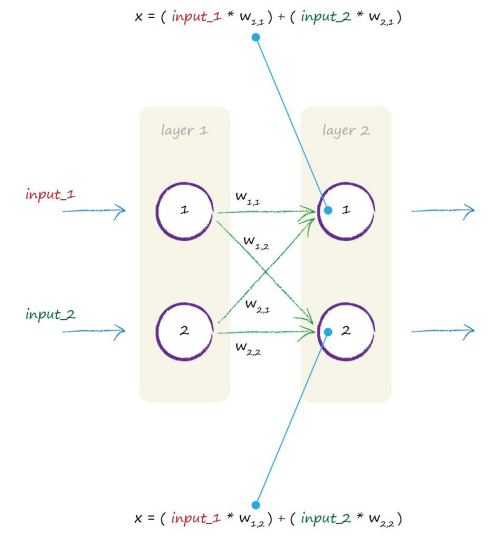 x = ( input_1 * w1,1 ) + ( input_2 * w2,1 )
layer 1
layer 2
input_1
1
w1,1
1
w1,2
input_2
2
w2,1
2
w2,2
x = ( input_1 * w1,2 ) + ( input_2 * w2,2 )